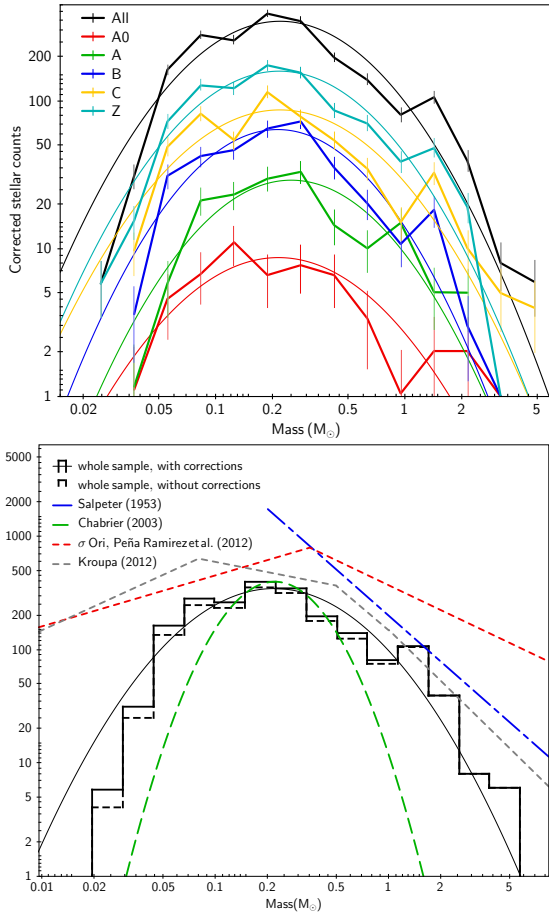 All
A0
A
B
C
Z
Corrected stellar counts
200
100
50
20
10
5
2
1
0.02 0.05 0.1 0.2 0.5 1 2 5
Mass (M☉)
whole sample, with corrections
whole sample, without corrections
Salpeter (1953)
Chabrier (2003)
σ Ori, Peña Ramirez et al. (2012)
Kroupa (2012)
5000
2000
1000
500
200
100
50
20
10
5
2
1
0.01 0.02 0.05 0.1 0.2 0.5 1 2 5
Mass(M☉)